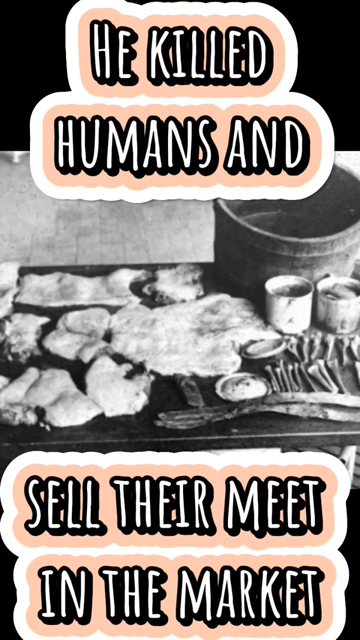 He killed
humans and
sell their meet
in the market